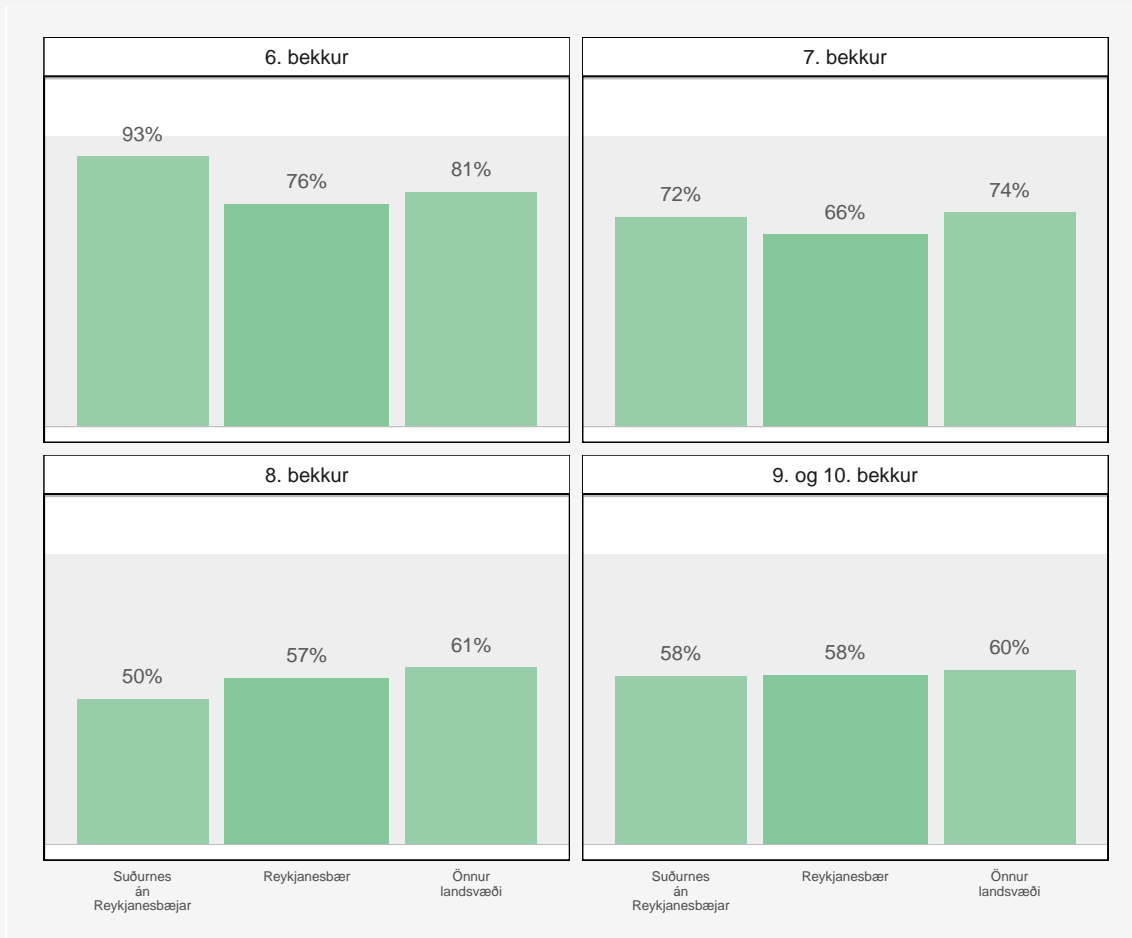 6. bekkur
93%
76%
81%
7. bekkur
72%
66%
74%
8. bekkur
50%
57%
61%
9. og 10. bekkur
58%
58%
60%
Suðurnes
án
Reykjanesbæjar
Reykjanesbær
Önnur
landsvæði
Suðurnes
án
Reykjanesbæjar
Reykjanesbær
Önnur
landsvæði